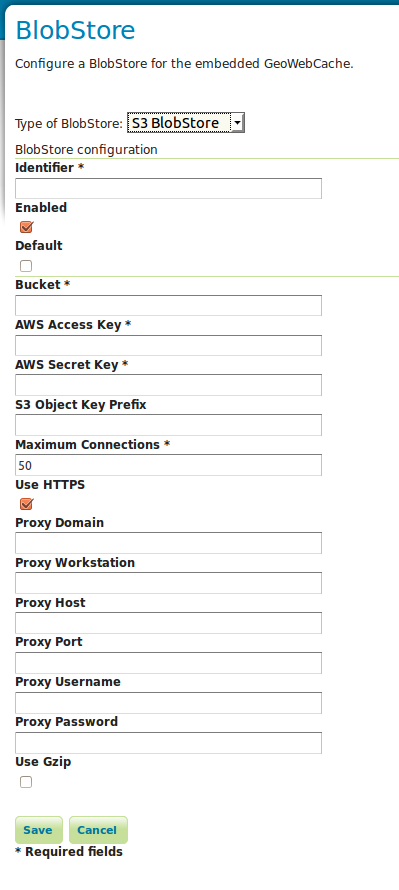 BlobStore
Configure a BlobStore for the embedded GeoWebCache.
Type of BlobStore: S3 BlobStore
BlobStore configuration
Identifier *
Enabled
Default
Bucket *
AWS Access Key *
AWS Secret Key *
S3 Object Key Prefix
Maximum Connections *
50
Use HTTPS
Proxy Domain
Proxy Workstation
Proxy Host
Proxy Port
Proxy Username
Proxy Password
Use Gzip
Save Cancel
* Required fields